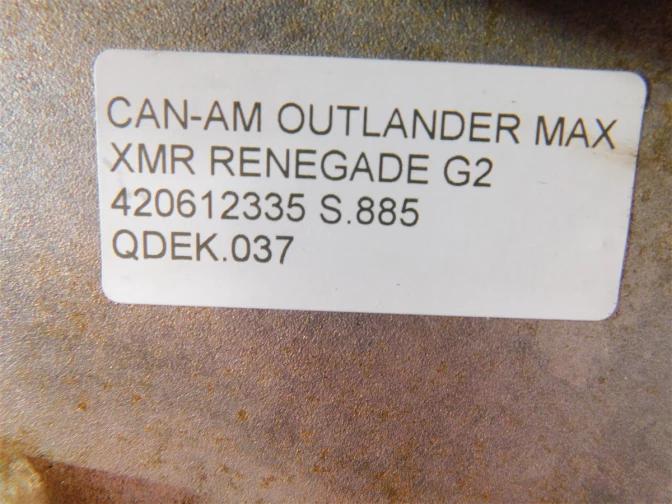 CAN-AM OUTLANDER MAX
XMR RENEGADE G2
420612335 S.885
QDEK.037